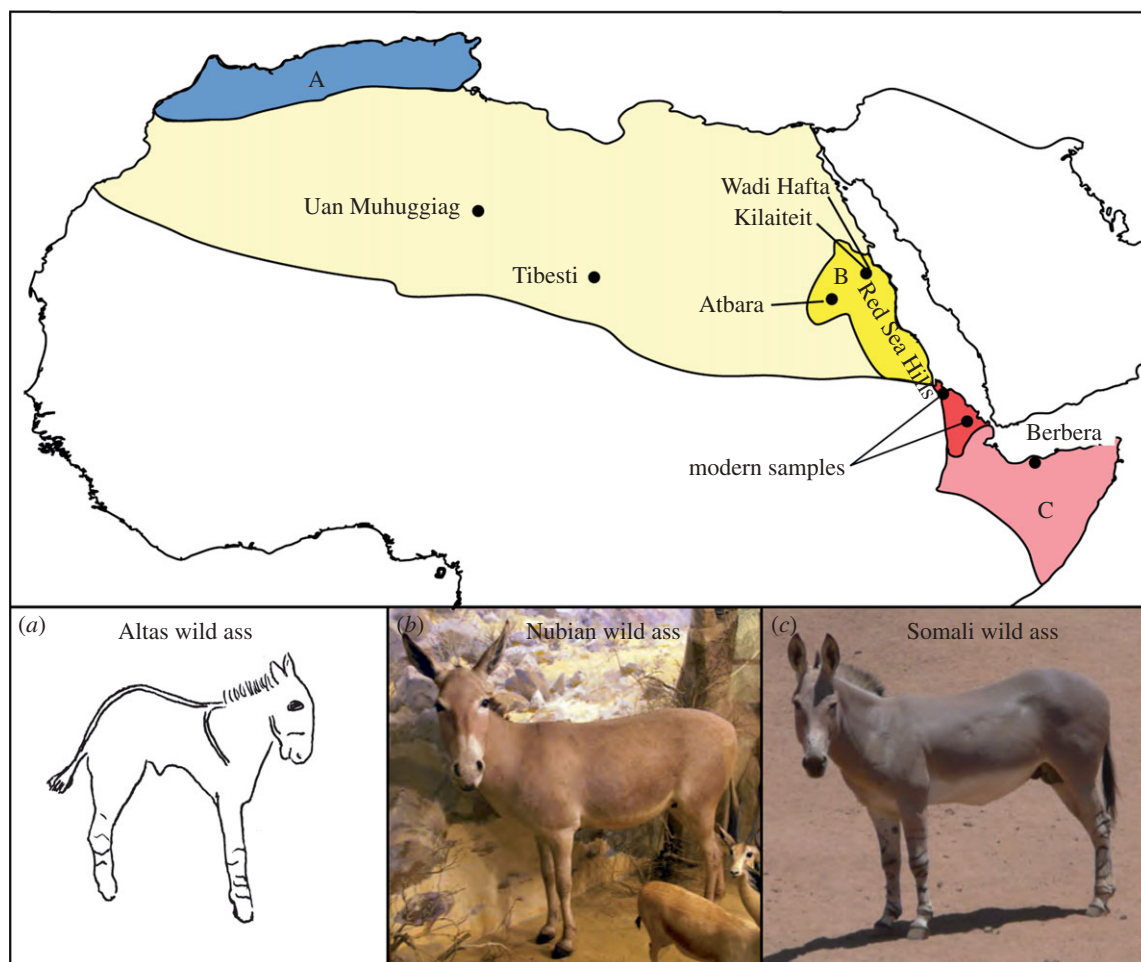 A
Wadi Hafta
Kilaiteit
Uan Muhuggiag
Tibesti
B
Atbara
Red Sea Hills
Berbera
modern samples
C
(a)
Altas wild ass
(b)
Nubian wild ass
(c)
Somali wild ass